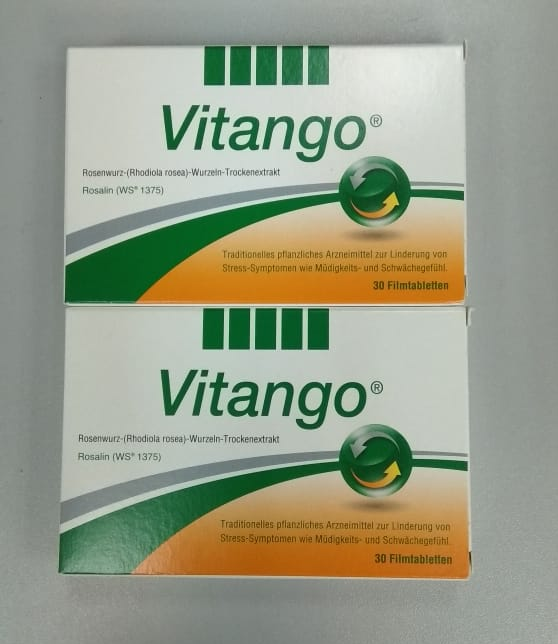 Vitango®
Rosenwurz-(Rhodiola rosea)-Wurzeln-Trockenextrakt
Rosalin (WS® 1375)
Traditionelles pflanzliches Arzneimittel zur Linderung von
Stress-Symptomen wie Müdigkeits- und Schwächegefühl.
30 Filmtabletten
Vitango®
Rosenwurz-(Rhodiola rosea)-Wurzeln-Trockenextrakt
Rosalin (WS® 1375)
Traditionelles pflanzliches Arzneimittel zur Linderung von
Stress-Symptomen wie Müdigkeits- und Schwächegefühl.
30 Filmtabletten